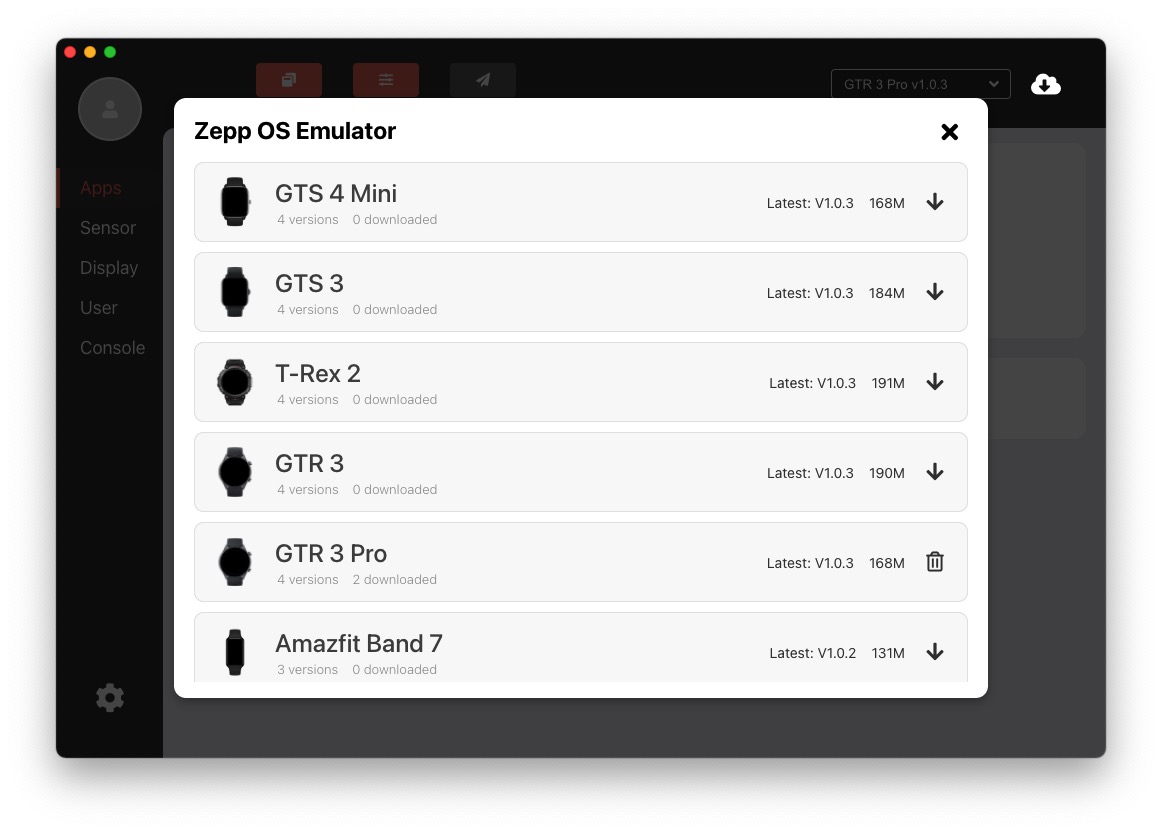 GTR 3 Pro v1.0.3
Zepp OS Emulator
Apps
Sensor
Display
User
Console
GTS 4 Mini
4 versions 0 downloaded
Latest: V1.0.3 168M
GTS 3
4 versions 0 downloaded
Latest: V1.0.3 184M
T-Rex 2
4 versions 0 downloaded
Latest: V1.0.3 191M
GTR 3
4 versions 0 downloaded
Latest: V1.0.3 190M
GTR 3 Pro
4 versions 2 downloaded
Latest: V1.0.3 168M
Amazfit Band 7
3 versions 0 downloaded
Latest: V1.0.2 131M